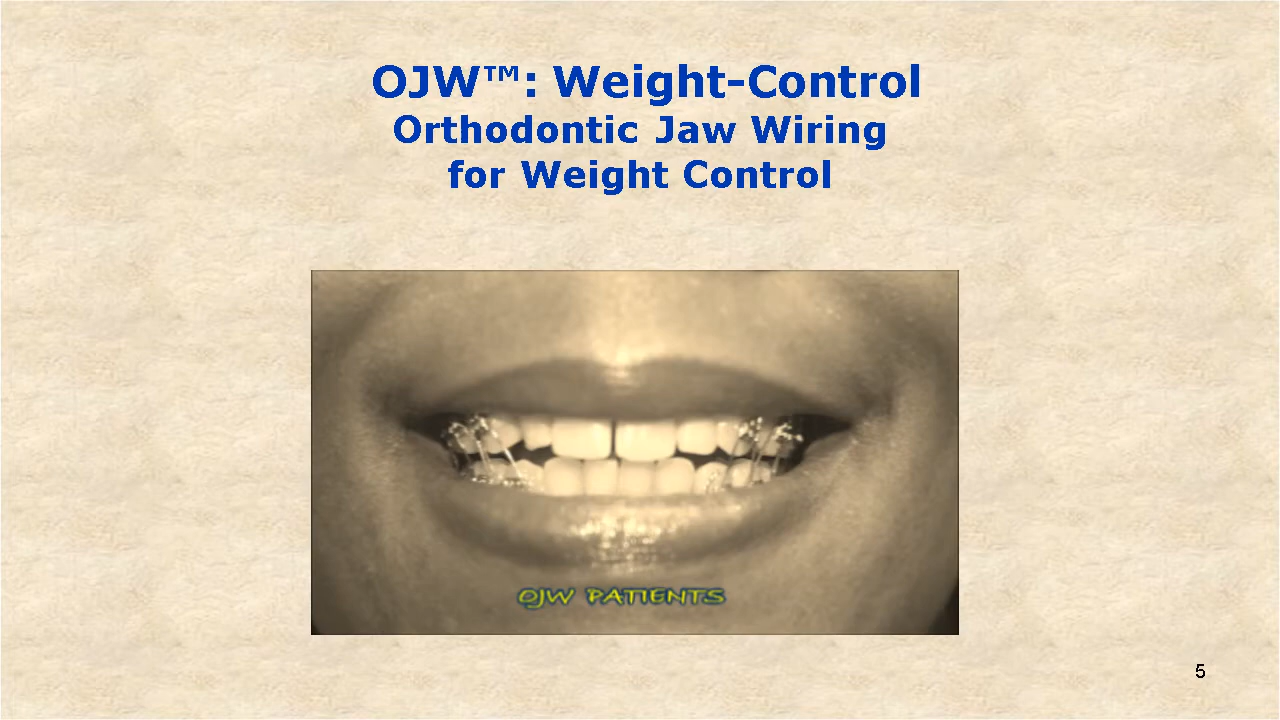 OJW™: Weight-Control
Orthodontic Jaw Wiring
for Weight Control
OJW PATIENTS
5